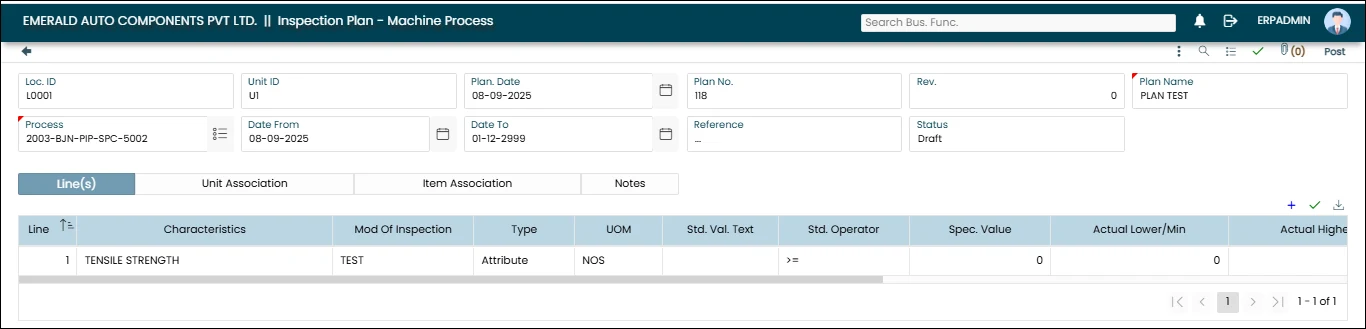 EMERALD AUTO COMPONENTS PVT LTD. || Inspection Plan - Machine Process
Search Bus. Func.
ERPADMIN
(0)
Post
Loc. ID
L0001
Unit ID
U1
Plan. Date
08-09-2025
Plan No.
118
Rev.
0
Plan Name
PLAN TEST
Process
2003-BJN-PIP-SPC-5002
Date From
08-09-2025
Date To
01-12-2999
Reference
...
Status
Draft
Line(s) Unit Association Item Association Notes
Line Characteristics Mod Of Inspection Type UOM Std. Val. Text Std. Operator Spec. Value Actual Lower/Min Actual Highe
1 TENSILE STRENGTH TEST Attribute NOS >= 0 0
1 1 - 1 of 1